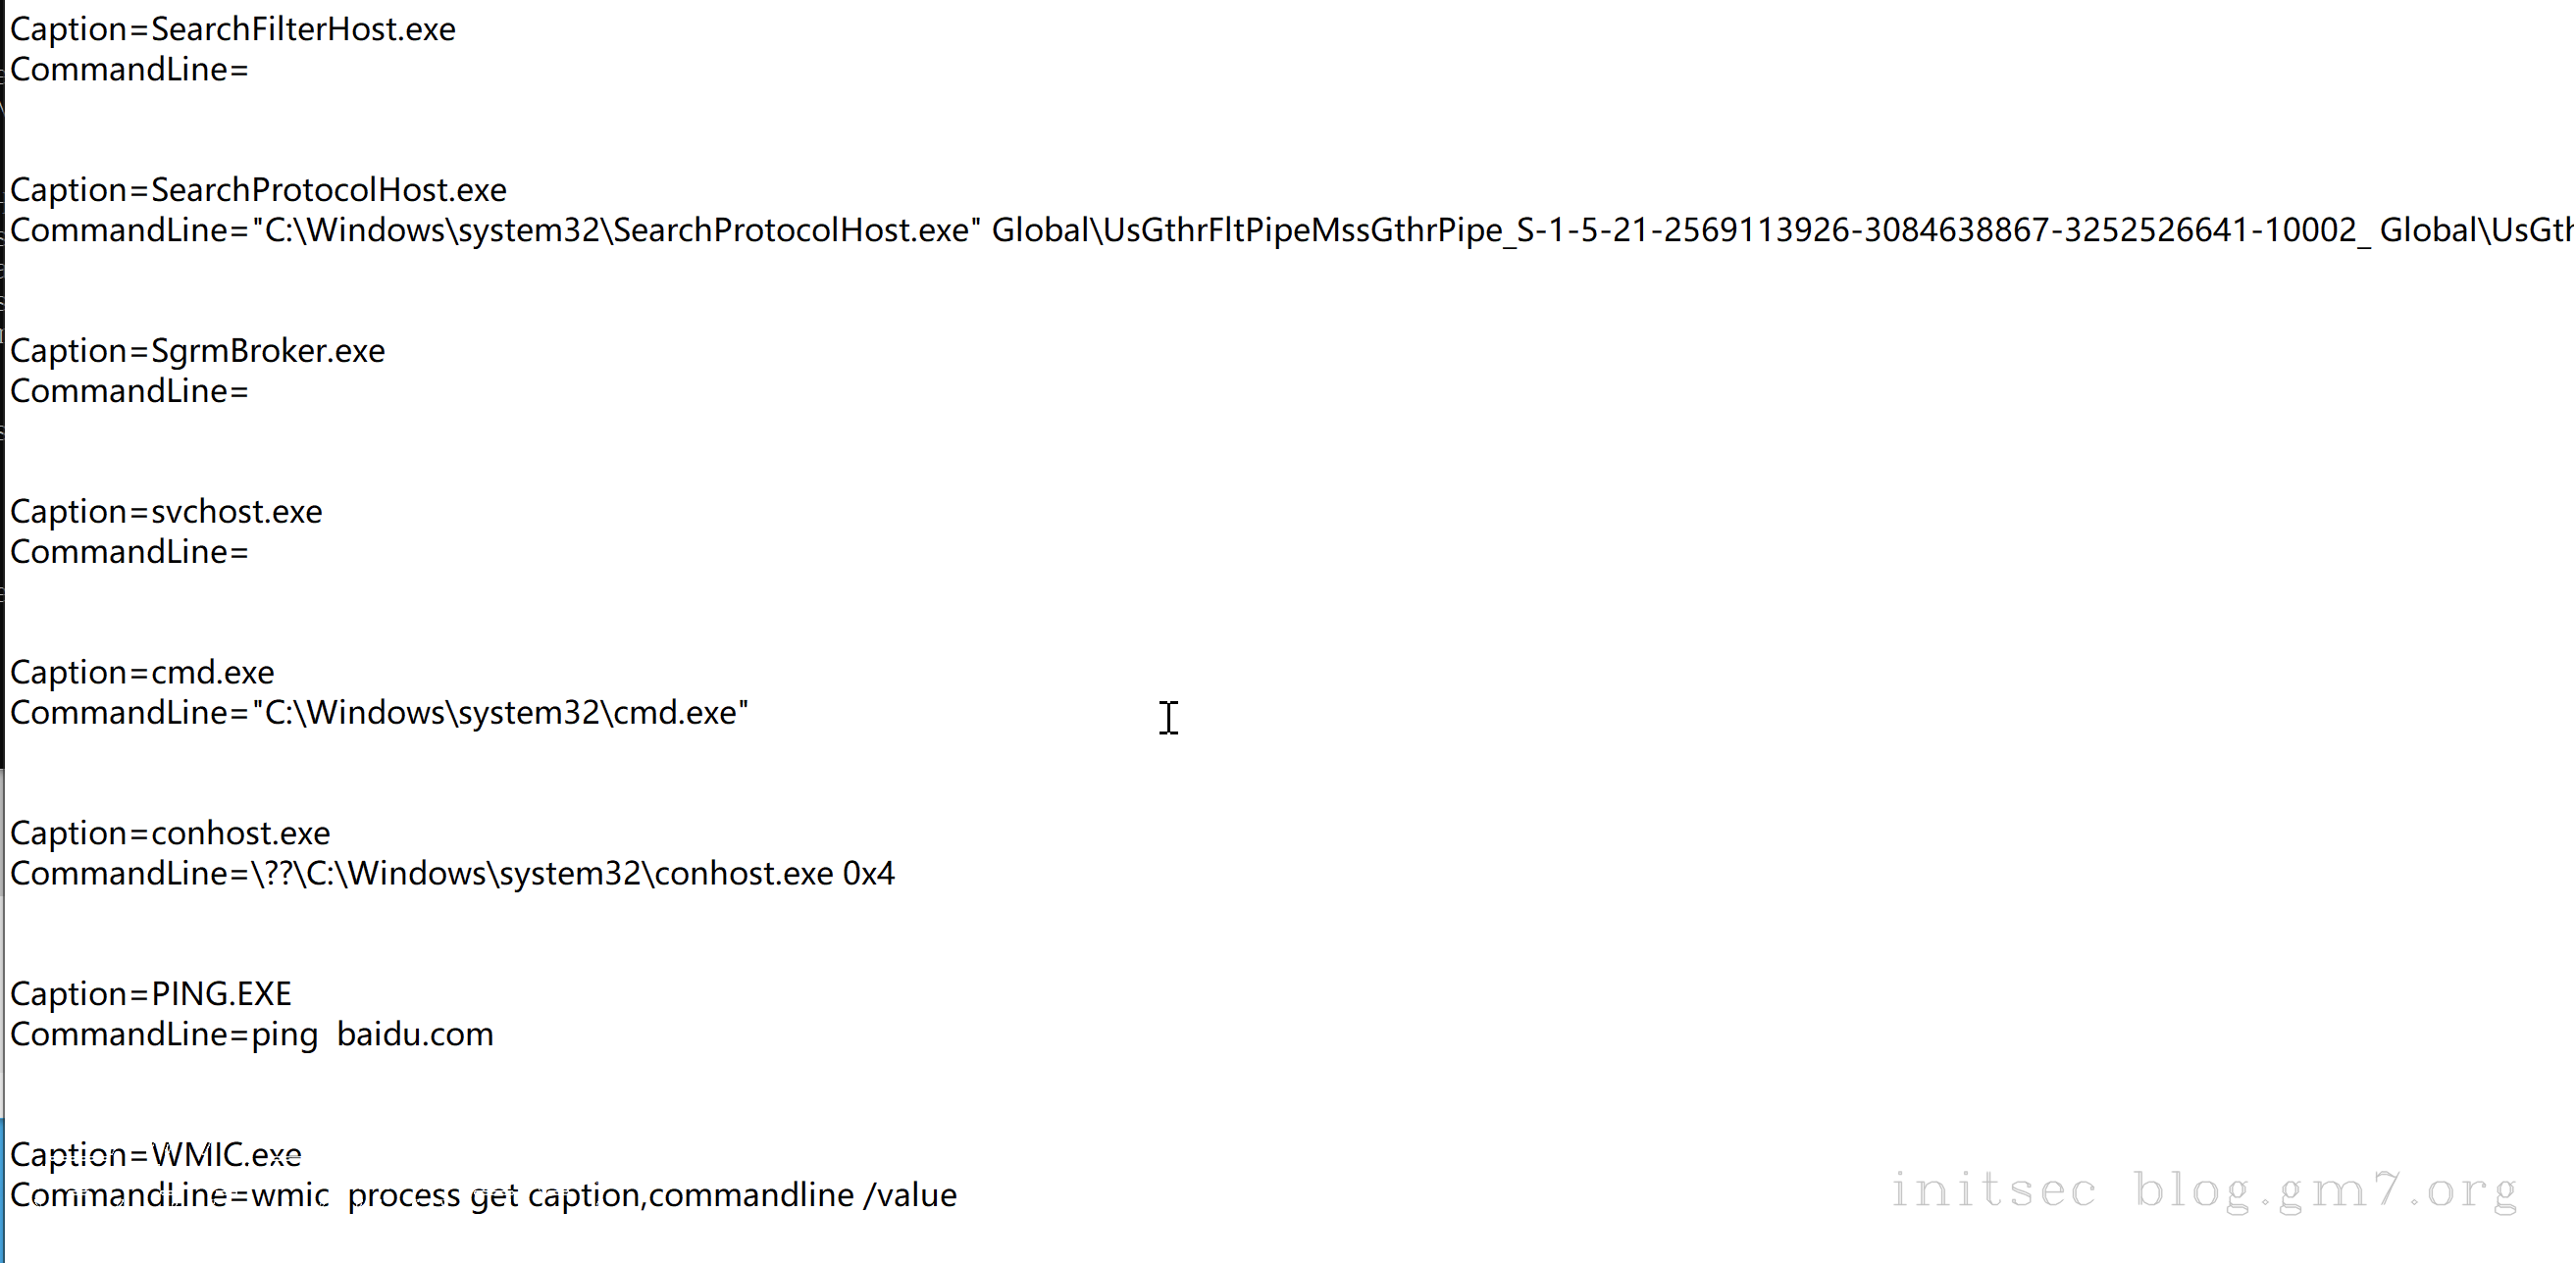 Caption=SearchFilterHost.exe
CommandLine=
Caption=SearchProtocolHost.exe
CommandLine="C:\Windows\system32\SearchProtocolHost.exe" Global\UsGthrFltPipeMssGthrPipe_S-1-5-21-2569113926-3084638867-3252526641-10002_ Global\UsGth
Caption=SgrmBroker.exe
CommandLine=
Caption=svchost.exe
CommandLine=
Caption=cmd.exe
CommandLine="C:\Windows\system32\cmd.exe"
Caption=conhost.exe
CommandLine=\??\C:\Windows\system32\conhost.exe 0x4
Caption=PING.EXE
CommandLine=ping  baidu.com
Caption=WMIC.exe
CommandLine=wmic  process get caption,commandline /value
initsec blog.gm7.org